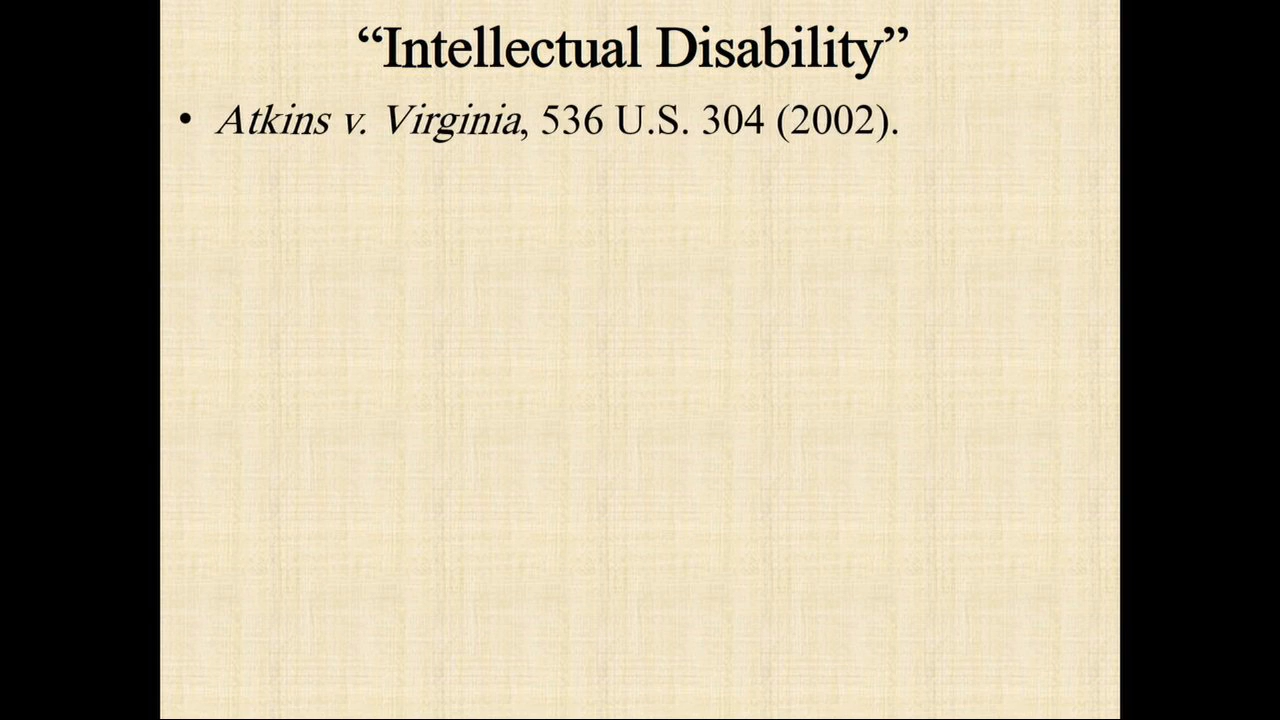 “Intellectual Disability”
• Atkins v. Virginia, 536 U.S. 304 (2002).